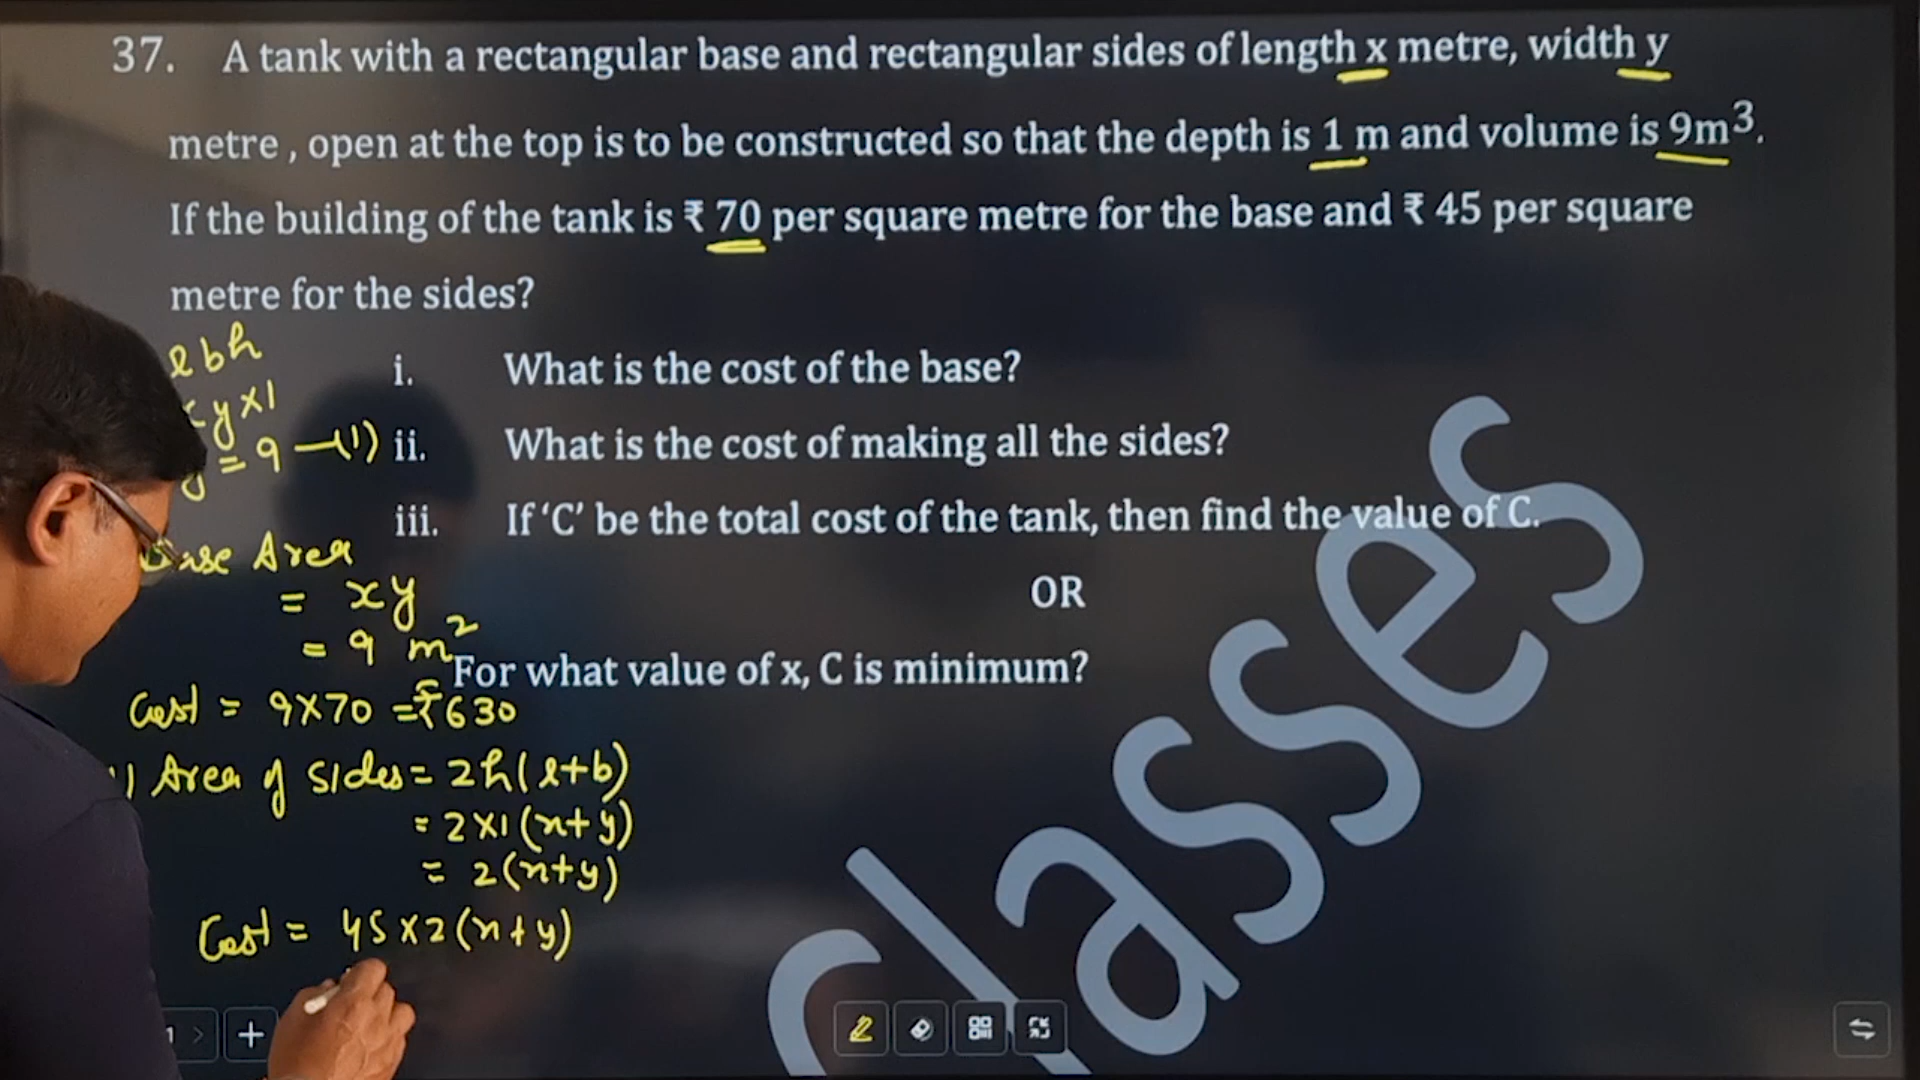 37. A tank with a rectangular base and rectangular sides of length x metre, width y
metre , open at the top is to be constructed so that the depth is 1 m and volume is 9m³.
If the building of the tank is ₹ 70 per square metre for the base and ₹ 45 per square
metre for the sides?
i. What is the cost of the base?
ii. What is the cost of making all the sides?
iii. If ‘C’ be the total cost of the tank, then find the value of C.
OR
For what value of x, C is minimum?
lbh
y×1
y = 9 —(1)
Base Area
= xy
= 9 m²
Cost = 9×70 = ₹630
) Area of sides = 2h(l+b)
= 2×1(x+y)
= 2(x+y)
Cost = 45×2(x+y)
classes
1 > +